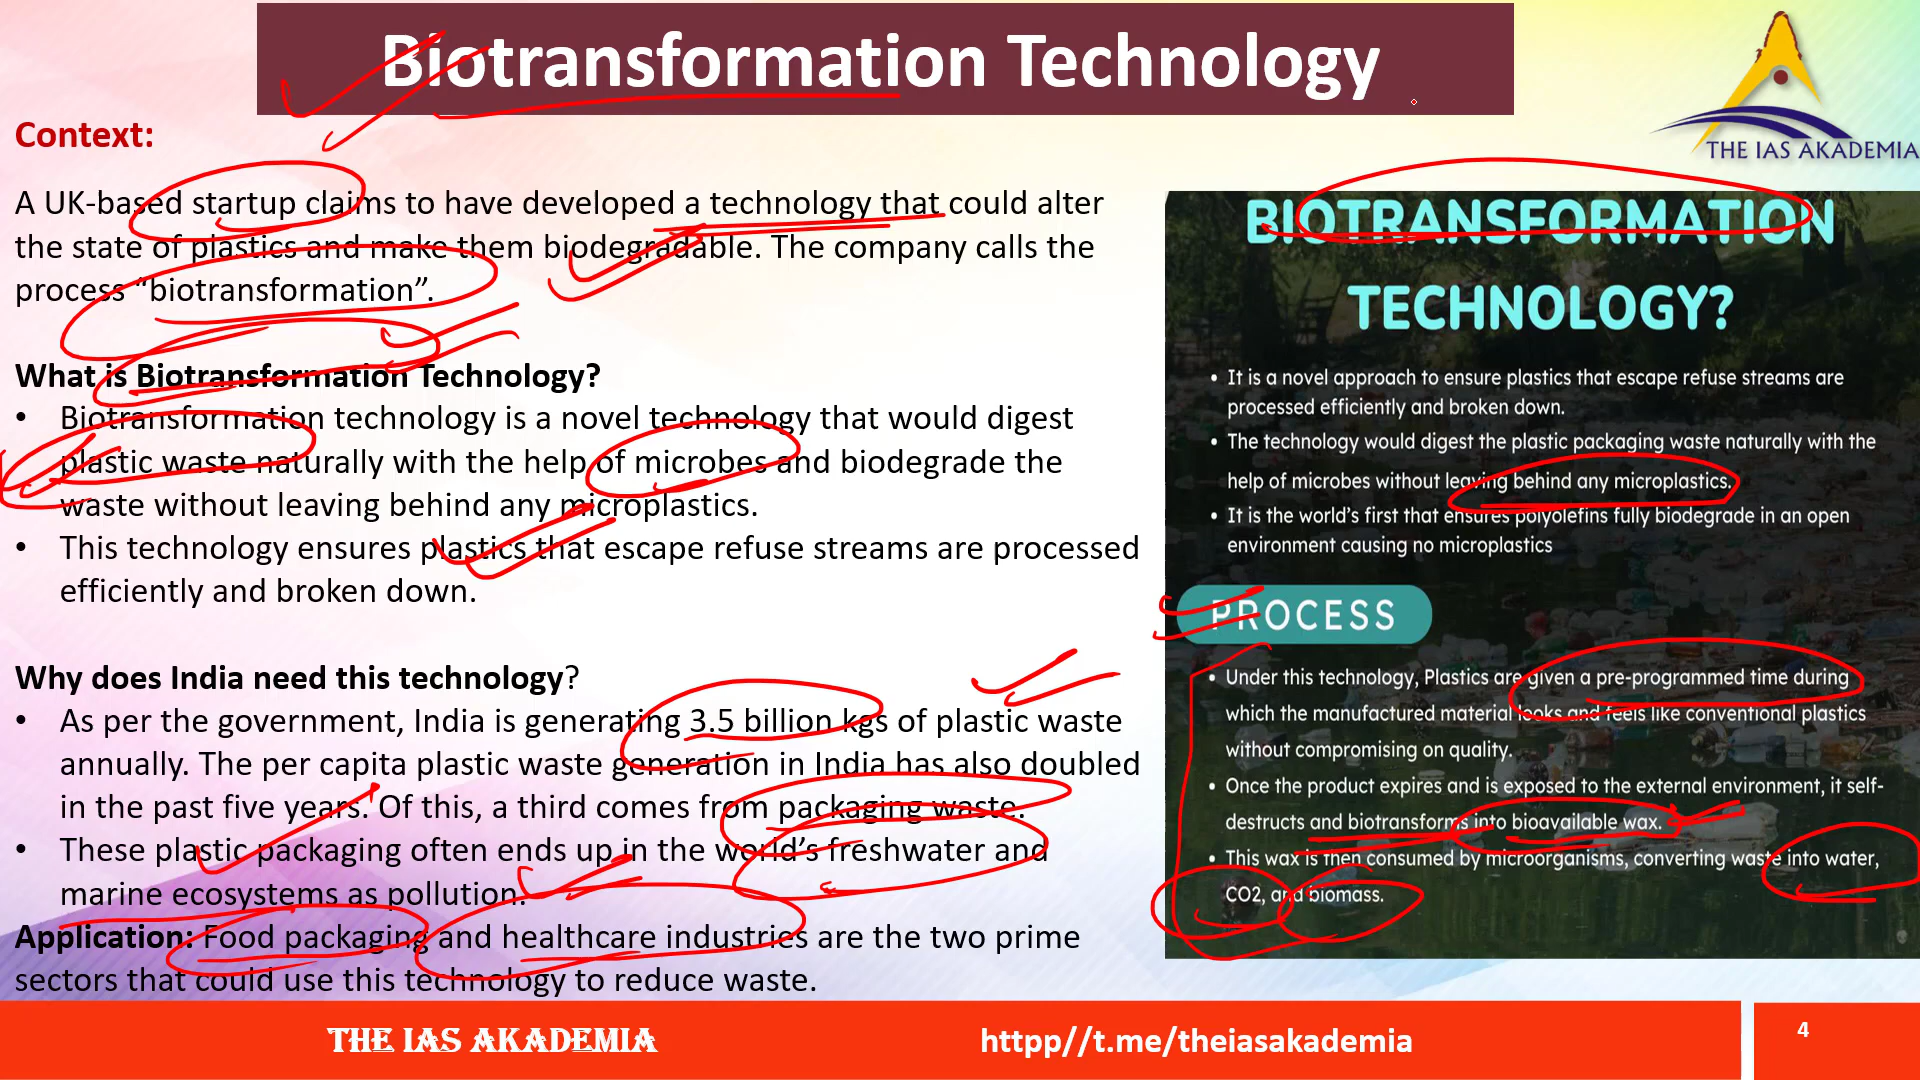 Biotransformation Technology
THE IAS AKADEMIA
Context:
A UK-based startup claims to have developed a technology that could alter
the state of plastics and make them biodegradable. The company calls the
process “biotransformation”.
What is Biotransformation Technology?
• Biotransformation technology is a novel technology that would digest
plastic waste naturally with the help of microbes and biodegrade the
waste without leaving behind any microplastics.
• This technology ensures plastics that escape refuse streams are processed
efficiently and broken down.
Why does India need this technology?
• As per the government, India is generating 3.5 billion kgs of plastic waste
annually. The per capita plastic waste generation in India has also doubled
in the past five years. Of this, a third comes from packaging waste.
• These plastic packaging often ends up in the world’s freshwater and
marine ecosystems as pollution.
Application: Food packaging and healthcare industries are the two prime
sectors that could use this technology to reduce waste.
BIOTRANSFORMATION
TECHNOLOGY?
• It is a novel approach to ensure plastics that escape refuse streams are
processed efficiently and broken down.
• The technology would digest the plastic packaging waste naturally with the
help of microbes without leaving behind any microplastics.
• It is the world’s first that ensures polyolefins fully biodegrade in an open
environment causing no microplastics
PROCESS
• Under this technology, Plastics are given a pre-programmed time during
which the manufactured material looks and feels like conventional plastics
without compromising on quality.
• Once the product expires and is exposed to the external environment, it self-
destructs and biotransforms into bioavailable wax.
• This wax is then consumed by microorganisms, converting waste into water,
CO2, and biomass.
THE IAS AKADEMIA
httpp//t.me/theiasakademia
4